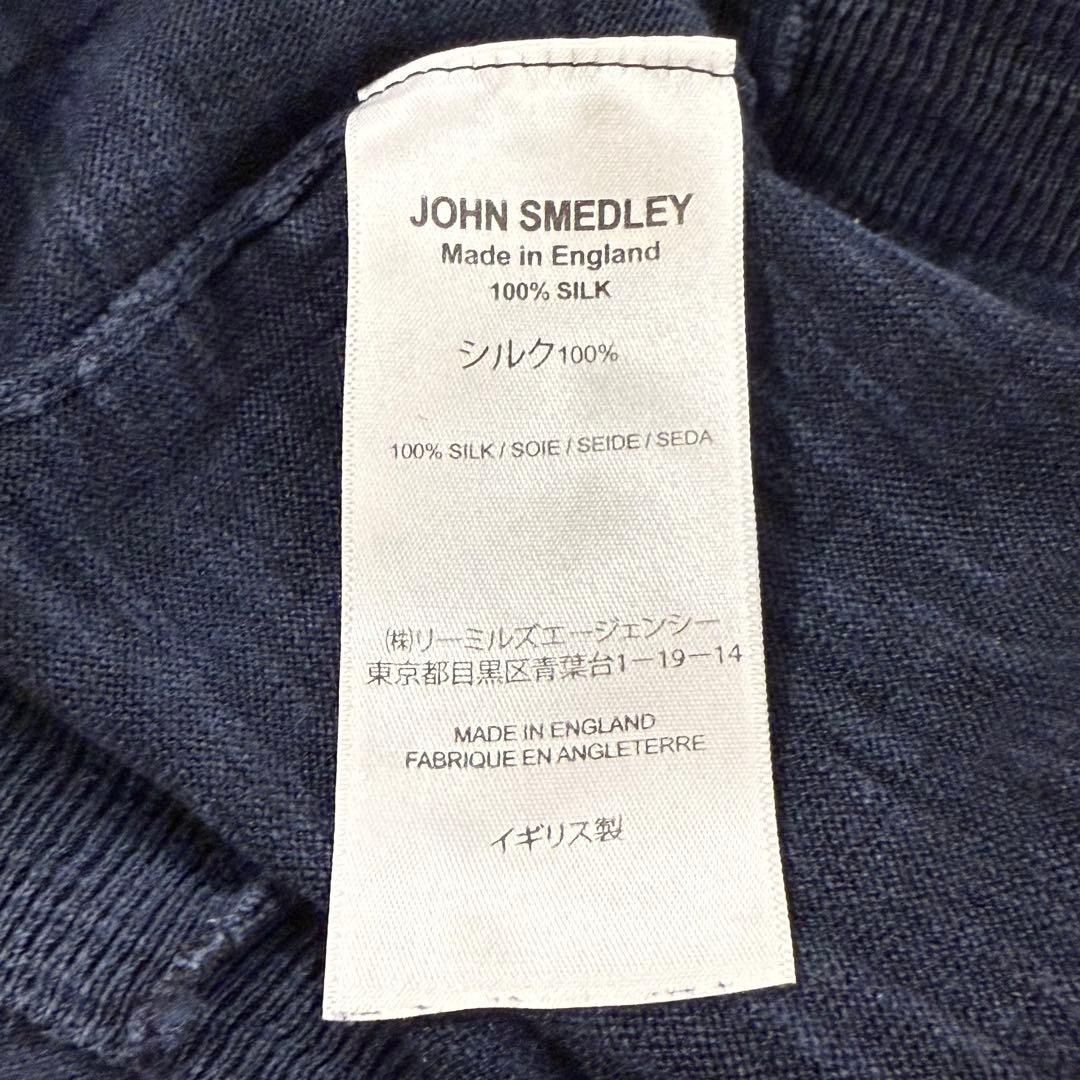 JOHN SMEDLEY
Made in England
100% SILK
シルク100%
100% SILK / SOIE / SEIDE / SEDA
㈱リーミルズエージェンシー
東京都目黒区青葉台1－19－14
MADE IN ENGLAND
FABRIQUE EN ANGLETERRE
イギリス製